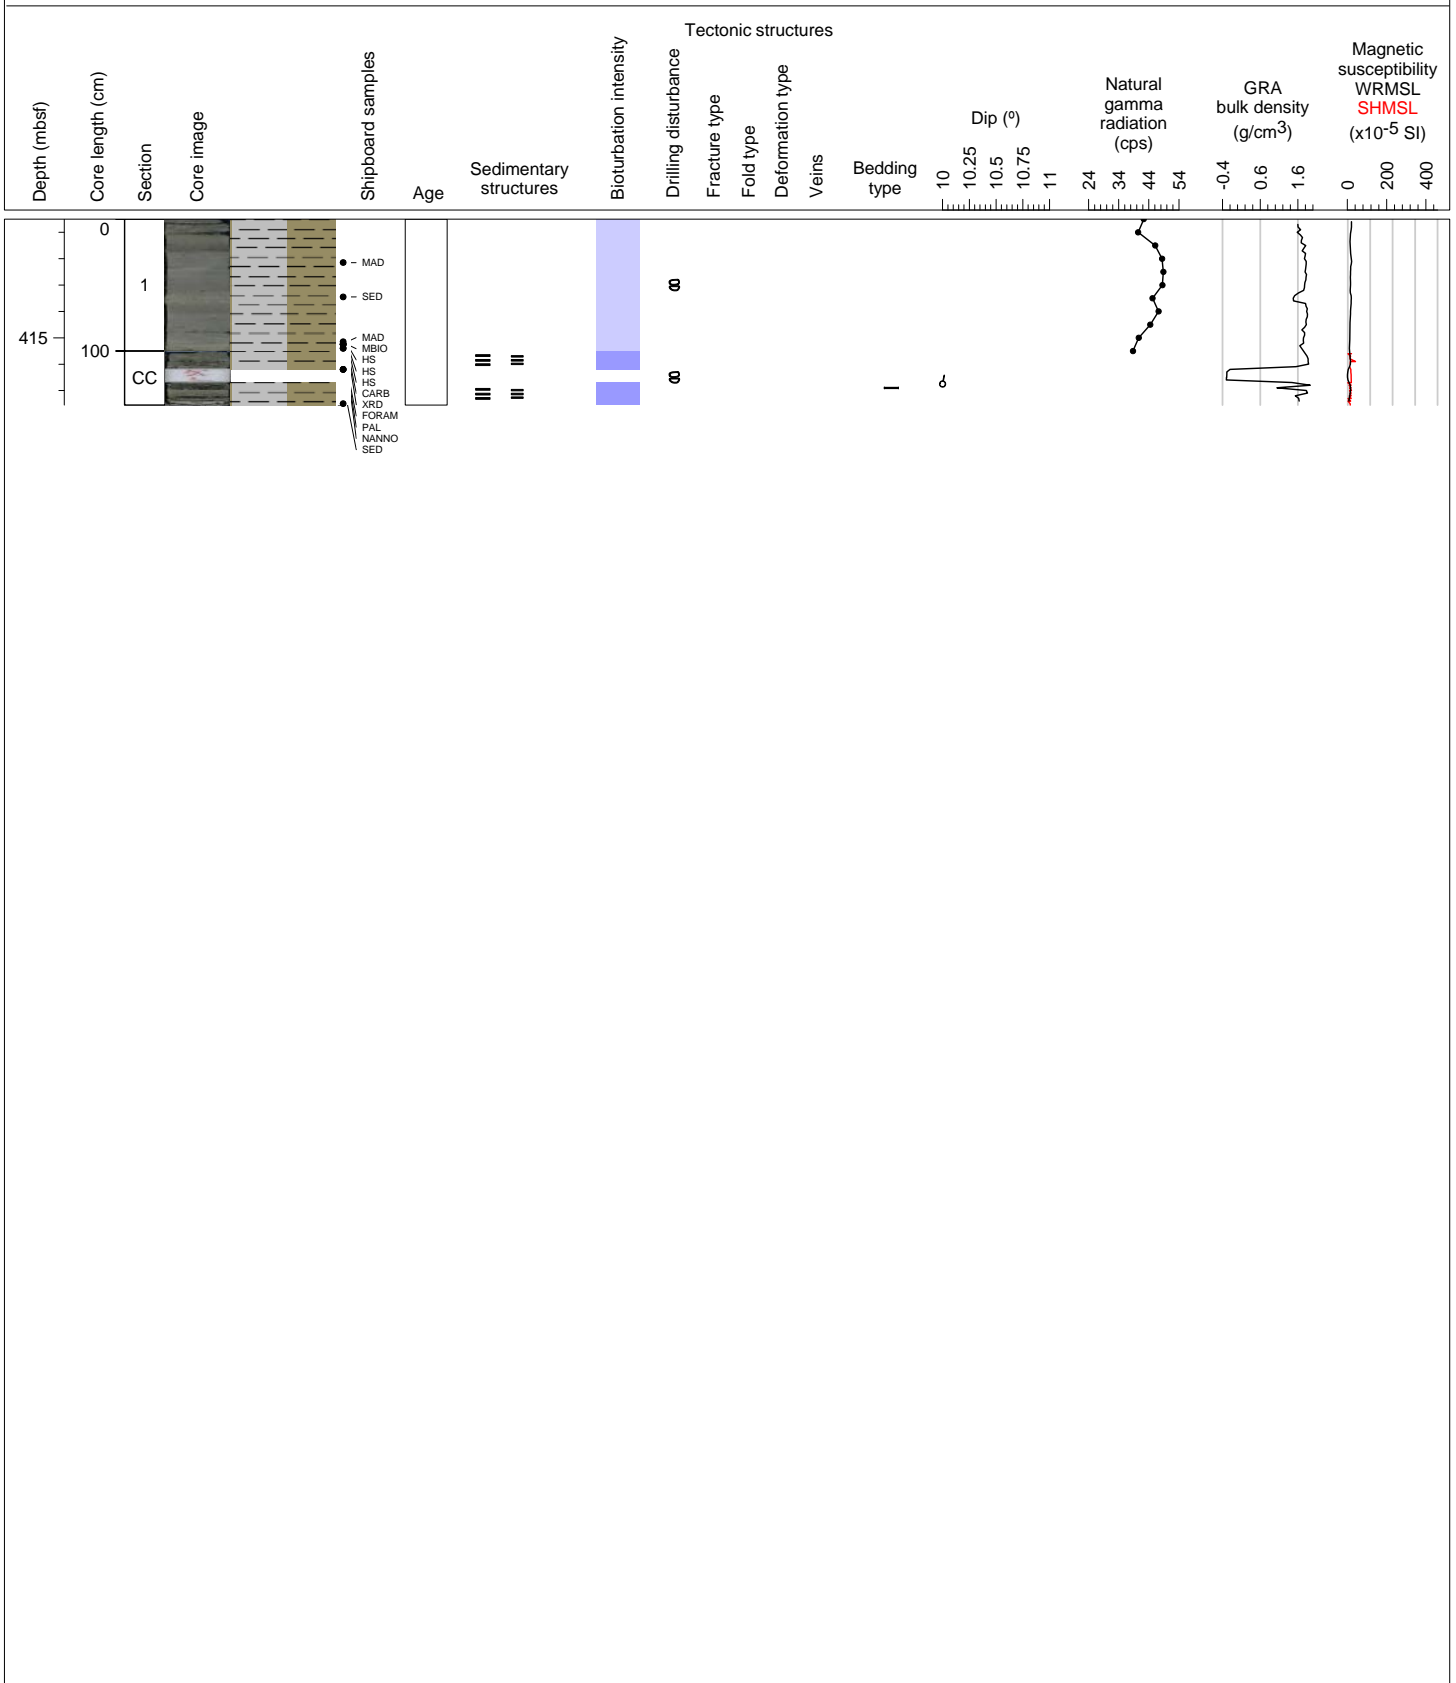 Tectonic structures
Depth (mbsf)
Core length (cm)
Section
Core image
Shipboard samples
Age
Sedimentary
structures
Bioturbation intensity
Drilling disturbance
Fracture type
Fold type
Deformation type
Veins
Bedding
type
Dip (º)
10
10.25
10.5
10.75
11
Natural
gamma
radiation
(cps)
24
34
44
54
GRA
bulk density
(g/cm3)
-0.4
0.6
1.6
Magnetic
susceptibility
WRMSL
SHMSL
(x10-5 SI)
0
200
400
0
1
415
100
CC
MAD
SED
MAD
MBIO
HS
HS
HS
CARB
XRD
FORAM
PAL
NANNO
SED